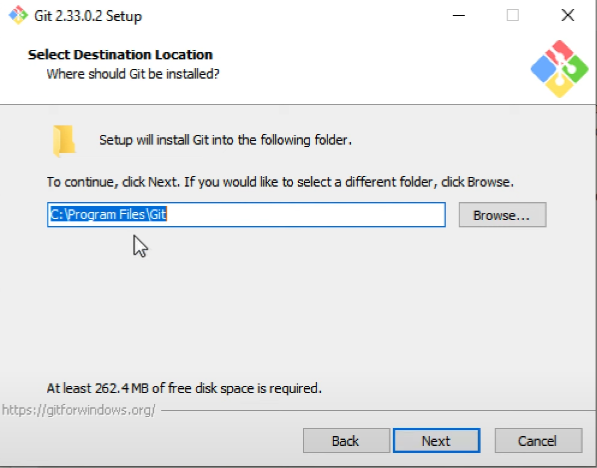 Git 2.33.0.2 Setup
Select Destination Location
Where should Git be installed?
Setup will install Git into the following folder.
To continue, click Next. If you would like to select a different folder, click Browse.
C:\Program Files\Git
Browse...
At least 262.4 MB of free disk space is required.
https://gitforwindows.org/
Back
Next
Cancel